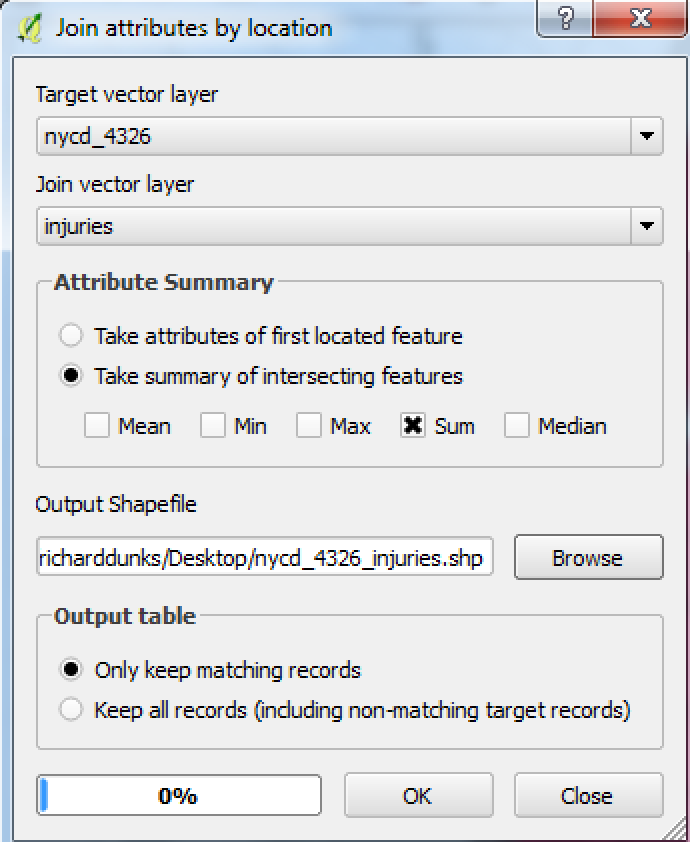 Join attributes by location
?
Target vector layer
nycd_4326
Join vector layer
injuries
Attribute Summary
Take attributes of first located feature
Take summary of intersecting features
Mean Min Max Sum Median
Output Shapefile
richarddunks/Desktop/nycd_4326_injuries.shp Browse
Output table
Only keep matching records
Keep all records (including non-matching target records)
0% OK Close